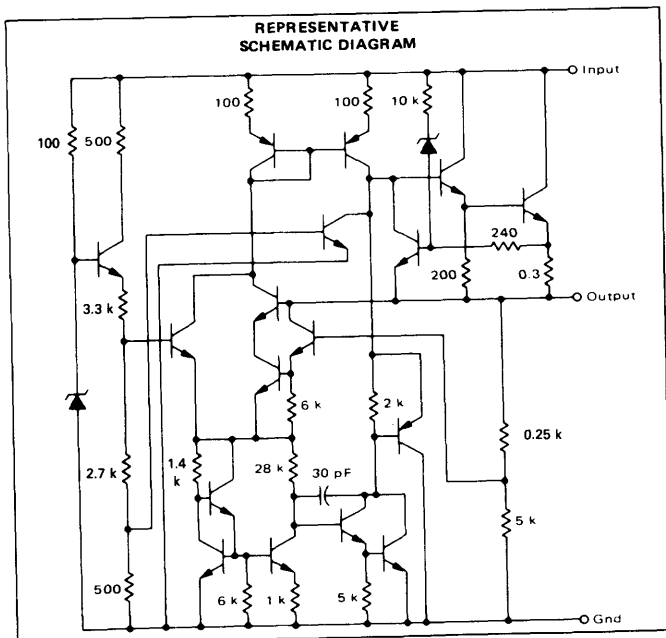 REPRESENTATIVE
SCHEMATIC DIAGRAM
Input
100
100
10 k
100
500
240
200
0.3
3.3 k
Output
6 k
2 k
0.25 k
1.4
k
28 k
30 pF
2.7 k
5 k
500
6 k
1 k
5 k
Gnd